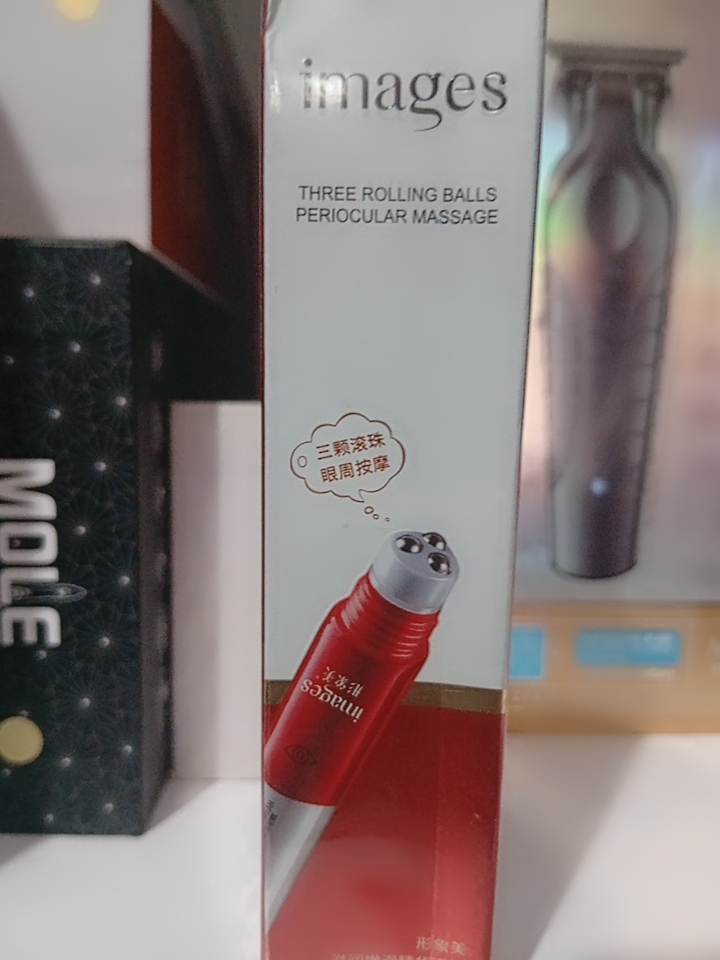 images
THREE ROLLING BALLS
PERIOCULAR MASSAGE
三颗滚珠
眼周按摩
images
形象美
MOLE
形象美